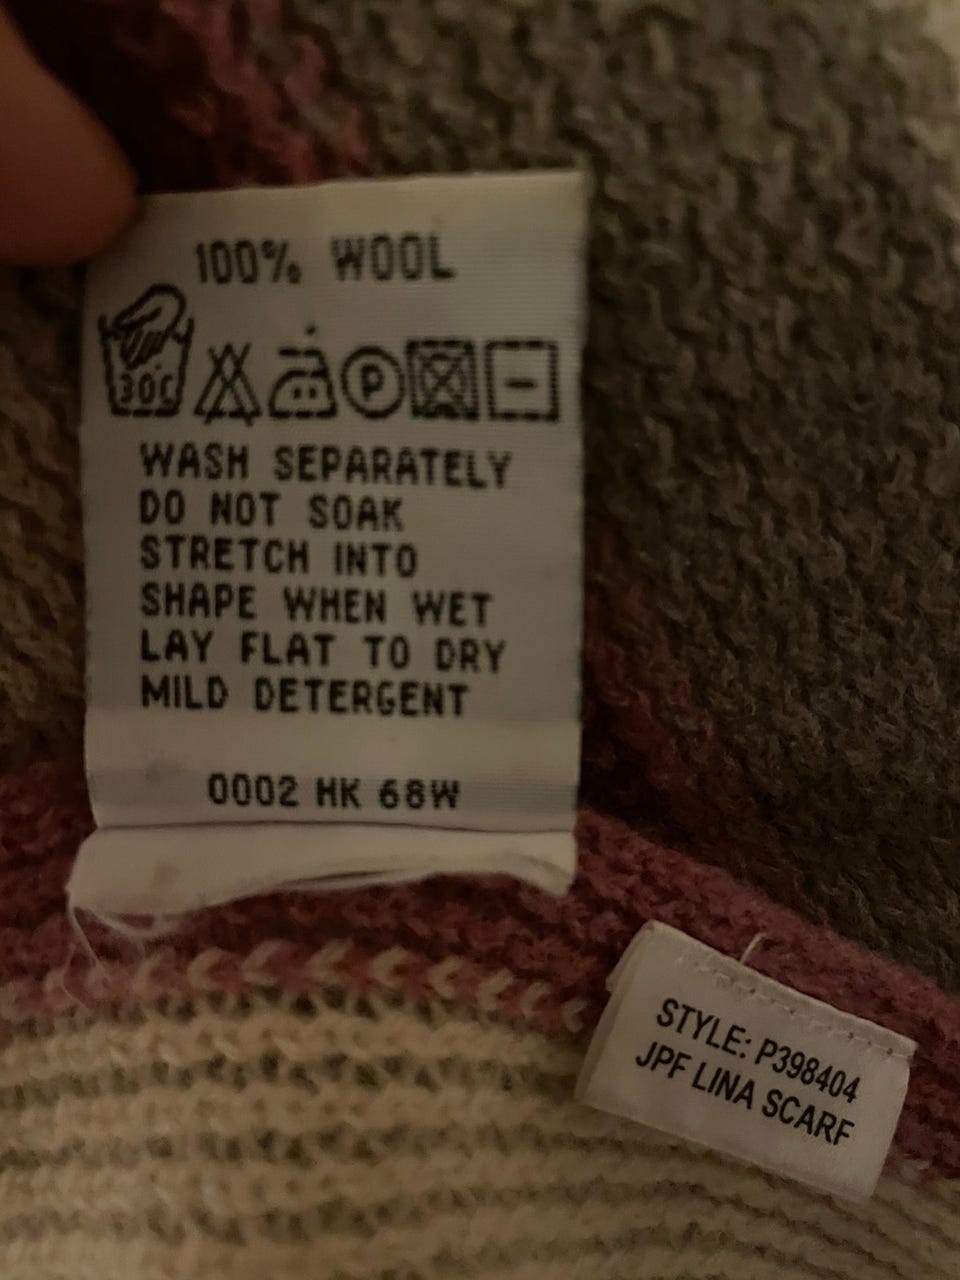 100% WOOL
30C P
WASH SEPARATELY
DO NOT SOAK
STRETCH INTO
SHAPE WHEN WET
LAY FLAT TO DRY
MILD DETERGENT
0002 HK 68W
STYLE: P398404
JPF LINA SCARF